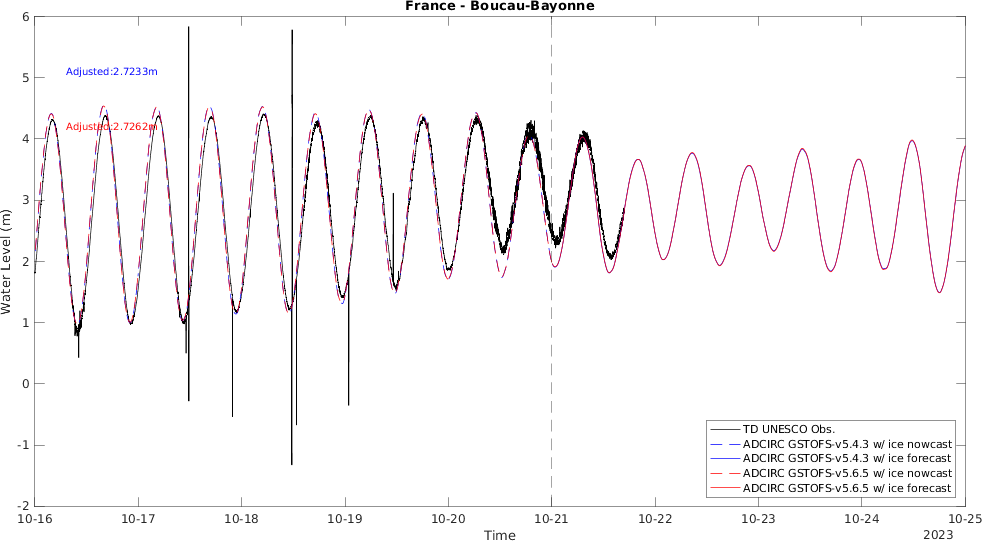 France - Boucau-Bayonne
6
5
4
3
2
1
0
-1
-2
Water Level (m)
Adjusted:2.7233m
Adjusted:2.7262m
TD UNESCO Obs.
ADCIRC GSTOFS-v5.4.3 w/ ice nowcast
ADCIRC GSTOFS-v5.4.3 w/ ice forecast
ADCIRC GSTOFS-v5.6.5 w/ ice nowcast
ADCIRC GSTOFS-v5.6.5 w/ ice forecast
10-16 10-17 10-18 10-19 10-20 10-21 10-22 10-23 10-24 10-25
Time
2023